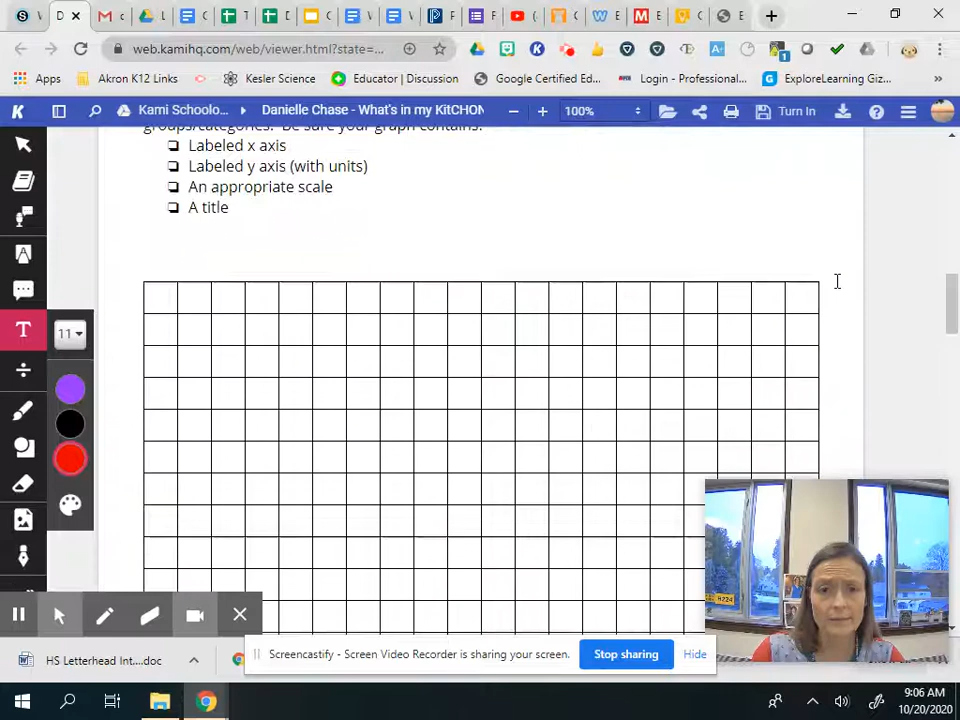 D
web.kamihq.com/web/viewer.html?state=...
Apps
Akron K12 Links
Kesler Science
Educator | Discussion
Google Certified Ed...
Login - Professional...
ExploreLearning Giz...
»
K
Kami Schoolo...
Danielle Chase - What's in my KitCHON
100%
Turn In
groups/categories. Be sure your graph contains:
Labeled x axis
Labeled y axis (with units)
An appropriate scale
A title
T
11
Screencastify - Screen Video Recorder is sharing your screen.
Stop sharing
Hide
HS Letterhead Int....doc
9:06 AM
10/20/2020